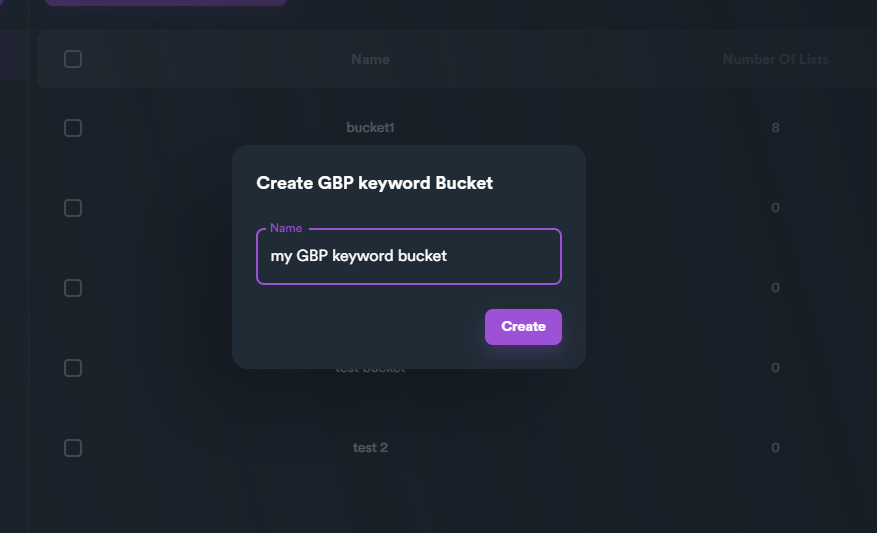 Name Number Of Lists
bucket1 8
Create GBP keyword Bucket
0
Name
my GBP keyword bucket
0
Create
test bucket 0
test 2 0